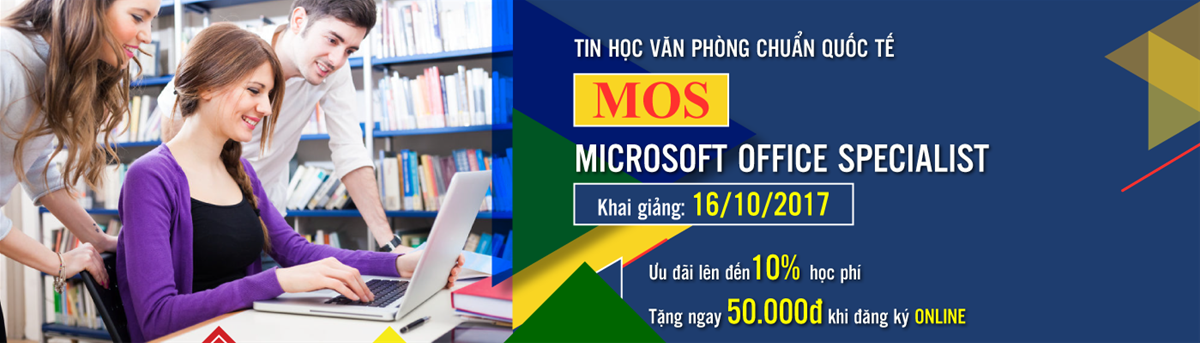 TIN HỌC VĂN PHÒNG CHUẨN QUỐC TẾ
MOS
MICROSOFT OFFICE SPECIALIST
Khai giảng: 16/10/2017
Ưu đãi lên đến 10% học phí
Tặng ngay 50.000đ khi đăng ký ONLINE